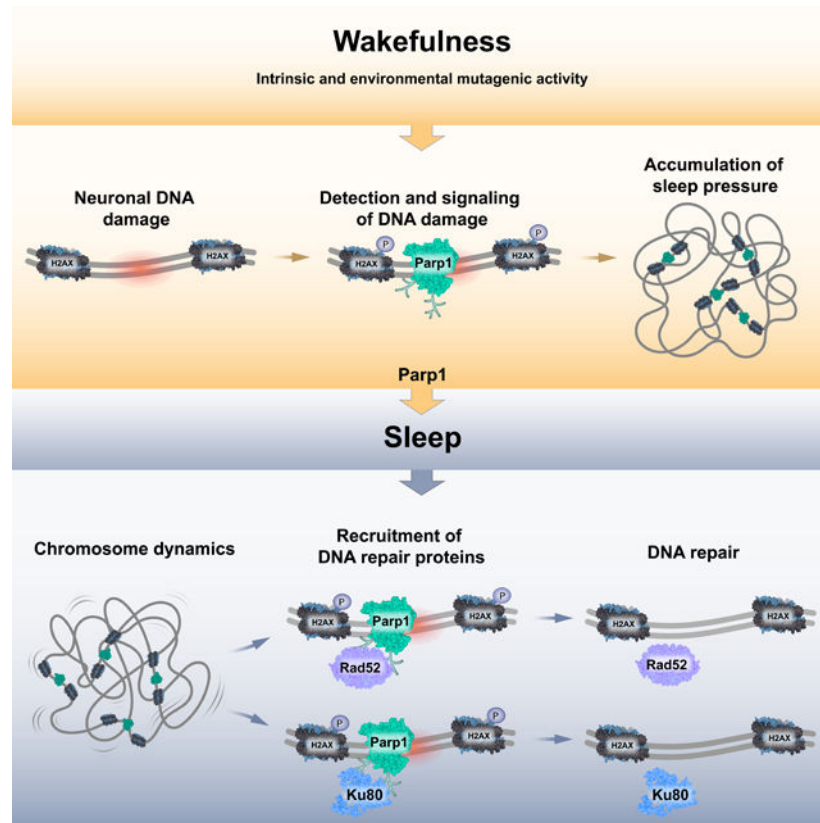 Wakefulness
Intrinsic and environmental mutagenic activity
Neuronal DNA
damage
Detection and signaling
of DNA damage
Accumulation of
sleep pressure
H2AX
H2AX
P
H2AX
Parp1
P
H2AX
Parp1
Sleep
Chromosome dynamics
Recruitment of
DNA repair proteins
DNA repair
P
H2AX
Parp1
P
H2AX
Rad52
H2AX
H2AX
Rad52
P
H2AX
Parp1
P
H2AX
Ku80
H2AX
H2AX
Ku80